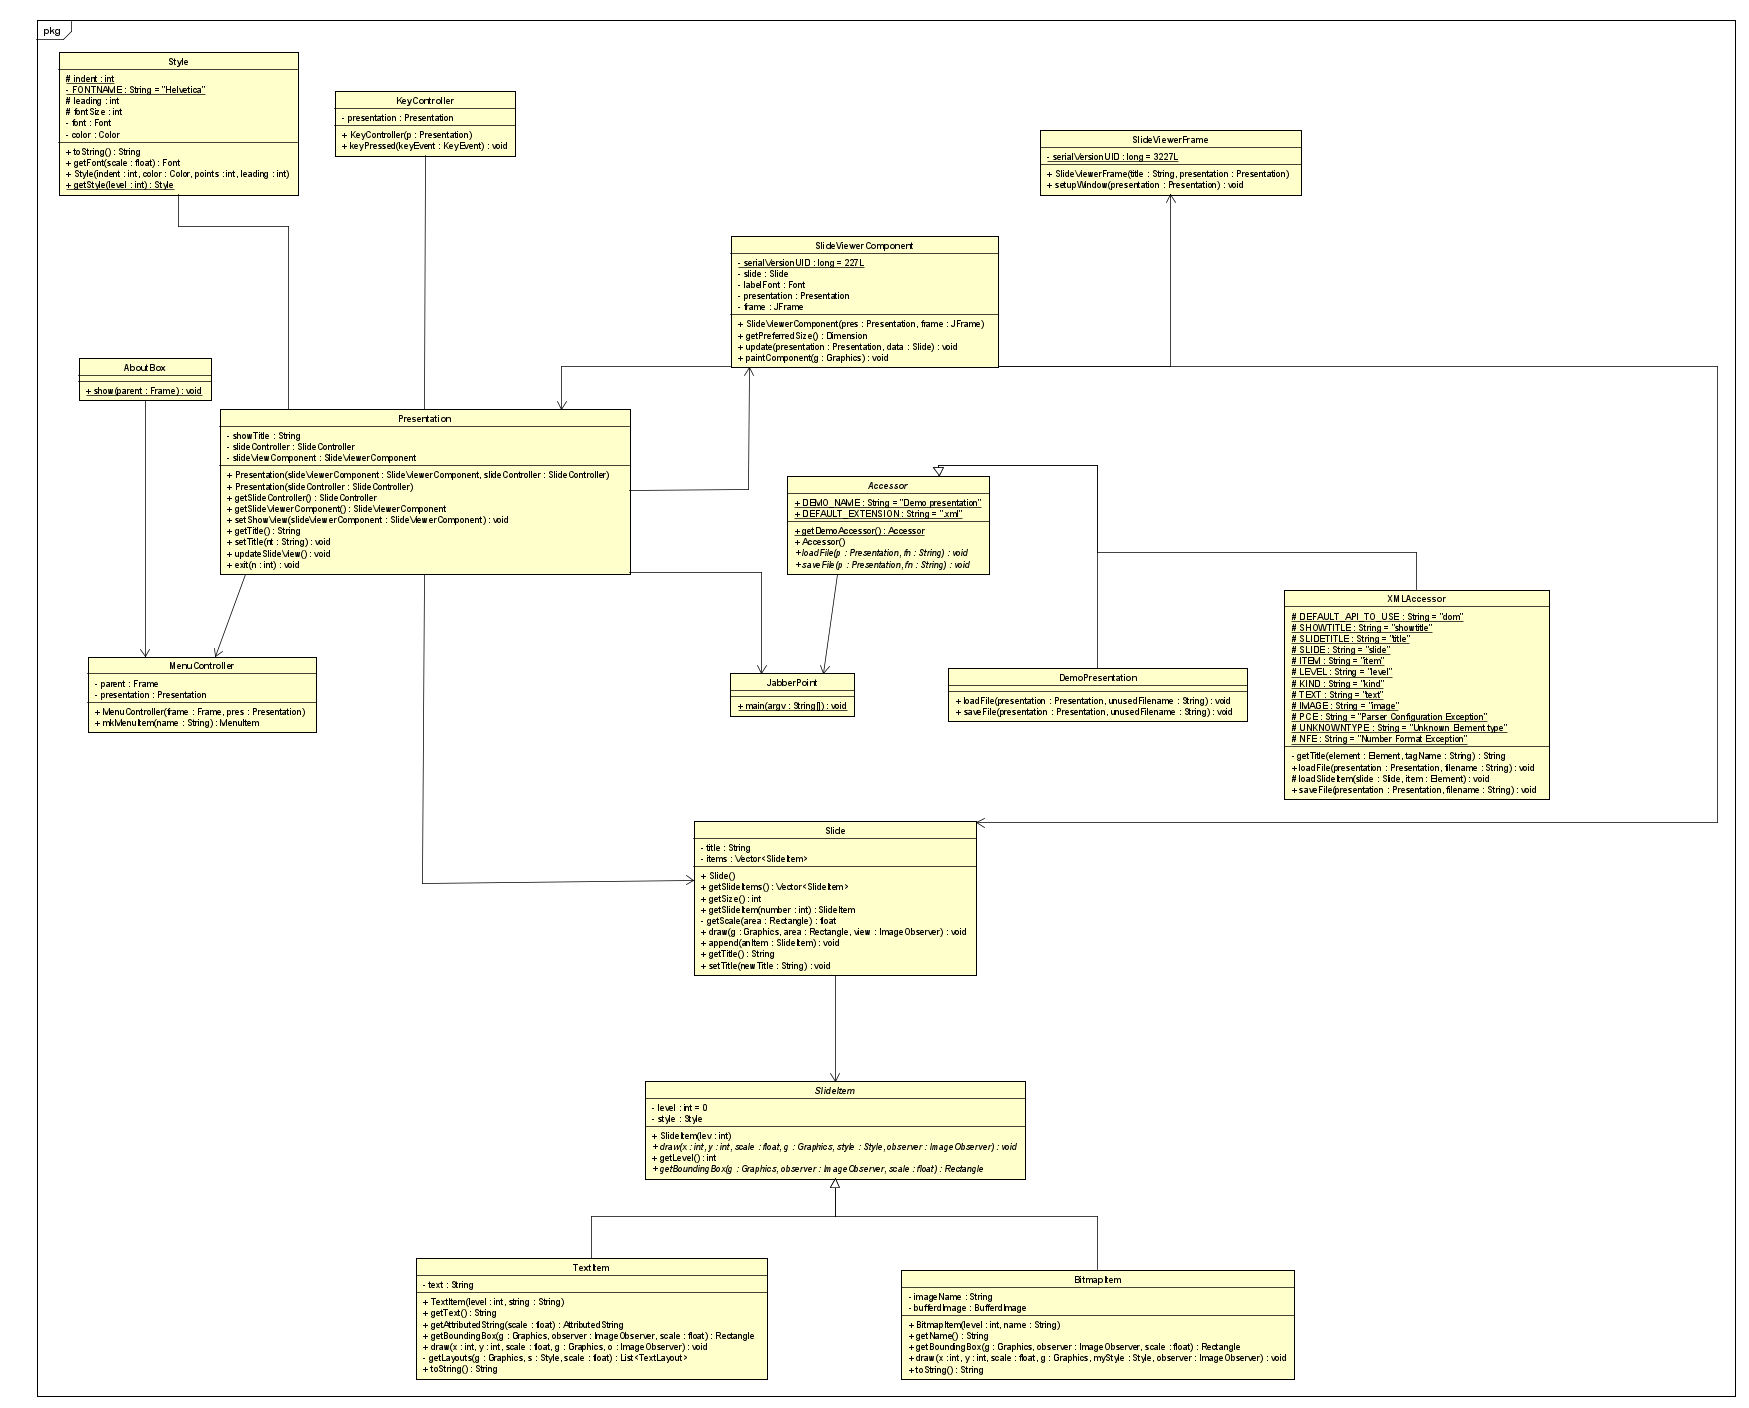 pkg
Style
# indent : int
- FONTNAME : String = "Helvetica"
# leading : int
# fontSize : int
- font : Font
- color : Color
+ toString() : String
+ getFont(scale : float) : Font
+ Style(indent : int, color : Color, points : int, leading : int)
+ getStyle(level : int) : Style
KeyController
- presentation : Presentation
+ KeyController(p : Presentation)
+ keyPressed(keyEvent : KeyEvent) : void
SlideViewerFrame
- serialVersionUID : long = 3227L
+ SlideViewerFrame(title : String, presentation : Presentation)
+ setupWindow(presentation : Presentation) : void
SlideViewerComponent
- serialVersionUID : long = 227L
- slide : Slide
- labelFont : Font
- presentation : Presentation
- frame : JFrame
+ SlideViewerComponent(pres : Presentation, frame : JFrame)
+ getPreferredSize() : Dimension
+ update(presentation : Presentation, data : Slide) : void
+ paintComponent(g : Graphics) : void
AboutBox
+ show(parent : Frame) : void
Presentation
- showTitle : String
- slideController : SlideController
- slideViewComponent : SlideViewerComponent
+ Presentation(slideViewerComponent : SlideViewerComponent, slideController : SlideController)
+ Presentation(slideController : SlideController)
+ getSlideController() : SlideController
+ getSlideViewerComponent() : SlideViewerComponent
+ setShowView(slideViewerComponent : SlideViewerComponent) : void
+ getTitle() : String
+ setTitle(nt : String) : void
+ updateSlideView() : void
+ exit(n : int) : void
Accessor
+ DEMO_NAME : String = "Demo presentation"
+ DEFAULT_EXTENSION : String = ".xml"
+ getDemoAccessor() : Accessor
+ Accessor()
+ loadFile(p : Presentation, fn : String) : void
+ saveFile(p : Presentation, fn : String) : void
XMLAccessor
# DEFAULT_API_TO_USE : String = "dom"
# SHOWTITLE : String = "showtitle"
# SLIDETITLE : String = "title"
# SLIDE : String = "slide"
# ITEM : String = "item"
# LEVEL : String = "level"
# KIND : String = "kind"
# TEXT : String = "text"
# IMAGE : String = "image"
# PCE : String = "Parser Configuration Exception"
# UNKNOWNTYPE : String = "Unknown Element type"
# NFE : String = "Number Format Exception"
- getTitle(element : Element, tagName : String) : String
+ loadFile(presentation : Presentation, filename : String) : void
# loadSlideItem(slide : Slide, item : Element) : void
+ saveFile(presentation : Presentation, filename : String) : void
MenuController
- parent : Frame
- presentation : Presentation
+ MenuController(frame : Frame, pres : Presentation)
+ mkMenuItem(name : String) : MenuItem
JabberPoint
+ main(argv : String[]) : void
DemoPresentation
+ loadFile(presentation : Presentation, unusedFilename : String) : void
+ saveFile(presentation : Presentation, unusedFilename : String) : void
Slide
- title : String
- items : Vector<SlideItem>
+ Slide()
+ getSlideItems() : Vector<SlideItem>
+ getSize() : int
+ getSlideItem(number : int) : SlideItem
- getScale(area : Rectangle) : float
+ draw(g : Graphics, area : Rectangle, view : ImageObserver) : void
+ append(anItem : SlideItem) : void
+ getTitle() : String
+ setTitle(newTitle : String) : void
SlideItem
- level : int = 0
- style : Style
+ SlideItem(lev : int)
+ draw(x : int, y : int, scale : float, g : Graphics, style : Style, observer : ImageObserver) : void
+ getLevel() : int
+ getBoundingBox(g : Graphics, observer : ImageObserver, scale : float) : Rectangle
TextItem
- text : String
+ TextItem(level : int, string : String)
+ getText() : String
+ getAttributedString(scale : float) : AttributedString
+ getBoundingBox(g : Graphics, observer : ImageObserver, scale : float) : Rectangle
+ draw(x : int, y : int, scale : float, g : Graphics, o : ImageObserver) : void
- getLayouts(g : Graphics, s : Style, scale : float) : List<TextLayout>
+ toString() : String
BitmapItem
- imageName : String
- bufferdImage : BufferdImage
+ BitmapItem(level : int, name : String)
+ getName() : String
+ getBoundingBox(g : Graphics, observer : ImageObserver, scale : float) : Rectangle
+ draw(x : int, y : int, scale : float, g : Graphics, myStyle : Style, observer : ImageObserver) : void
+ toString() : String